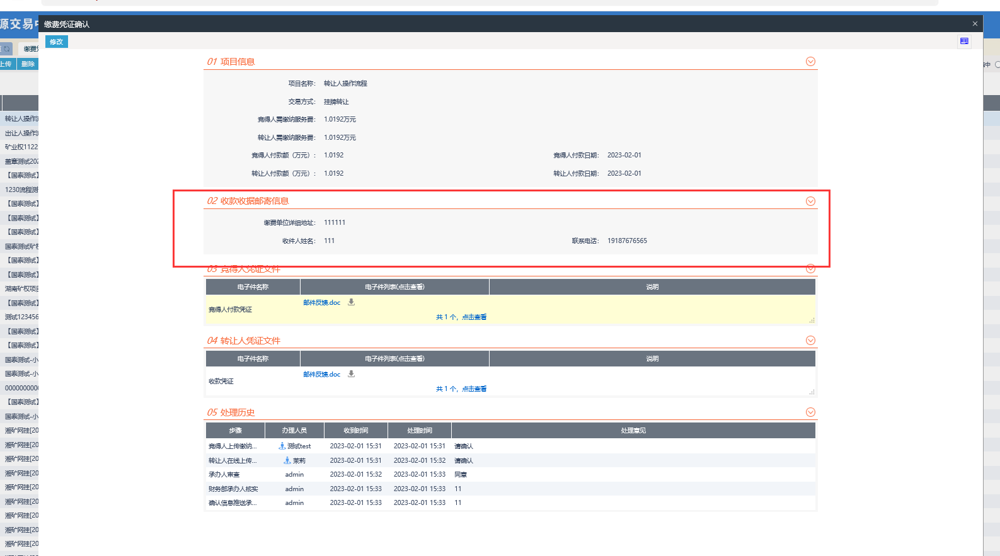 源交易中
缴费凭证确认
×
修改
缴费凭
上传 删除
中
01 项目信息
项目名称： 转让人操作流程
交易方式： 挂牌转让
竞得人需缴纳服务费： 1.0192万元
转让人需缴纳服务费： 1.0192万元
竞得人付款额（万元）： 1.0192 竞得人付款日期： 2023-02-01
转让人付款额（万元）： 1.0192 转让人付款日期： 2023-02-01
02 收款收据邮寄信息
缴费单位详细地址： 111111
收件人姓名： 111 联系电话： 19187676565
03 竞得人凭证文件
电子件名称 电子件列表(点击查看) 说明
竞得人付款凭证 邮件反馈.doc
共 1 个，点击查看
04 转让人凭证文件
电子件名称 电子件列表(点击查看) 说明
收款凭证 邮件反馈.doc
共 1 个，点击查看
05 处理历史
步骤 办理人员 收到时间 处理时间 处理意见
竞得人上传缴纳... 测试test 2023-02-01 15:31 2023-02-01 15:31 请确认
转让人在线上传... 茉莉 2023-02-01 15:31 2023-02-01 15:32 请确认
承办人审查 admin 2023-02-01 15:32 2023-02-01 15:33 同意
财务部承办人核实 admin 2023-02-01 15:33 2023-02-01 15:33 11
确认信息推送承... admin 2023-02-01 15:33 2023-02-01 15:33 11
转让人操作流
出让人操作流
矿业权1122
盖章测试202
【国泰测试】
1230流程测
【国泰测试】
【国泰测试】
【国泰测试】
国泰测试矿权
【国泰测试】
【国泰测试】
湖南矿权项目
【国泰测试】
测试123456
【国泰测试】
【国泰测试】
国泰测试-小
国泰测试-小
0000000000
【国泰测试】
国泰测试-小
湘矿网挂[20
湘矿网挂[20
湘矿网挂[20
湘矿网挂[20
湘矿网挂[20
湘矿网挂[20
湘矿网挂[20
湘矿网挂[20
湘矿网挂[20